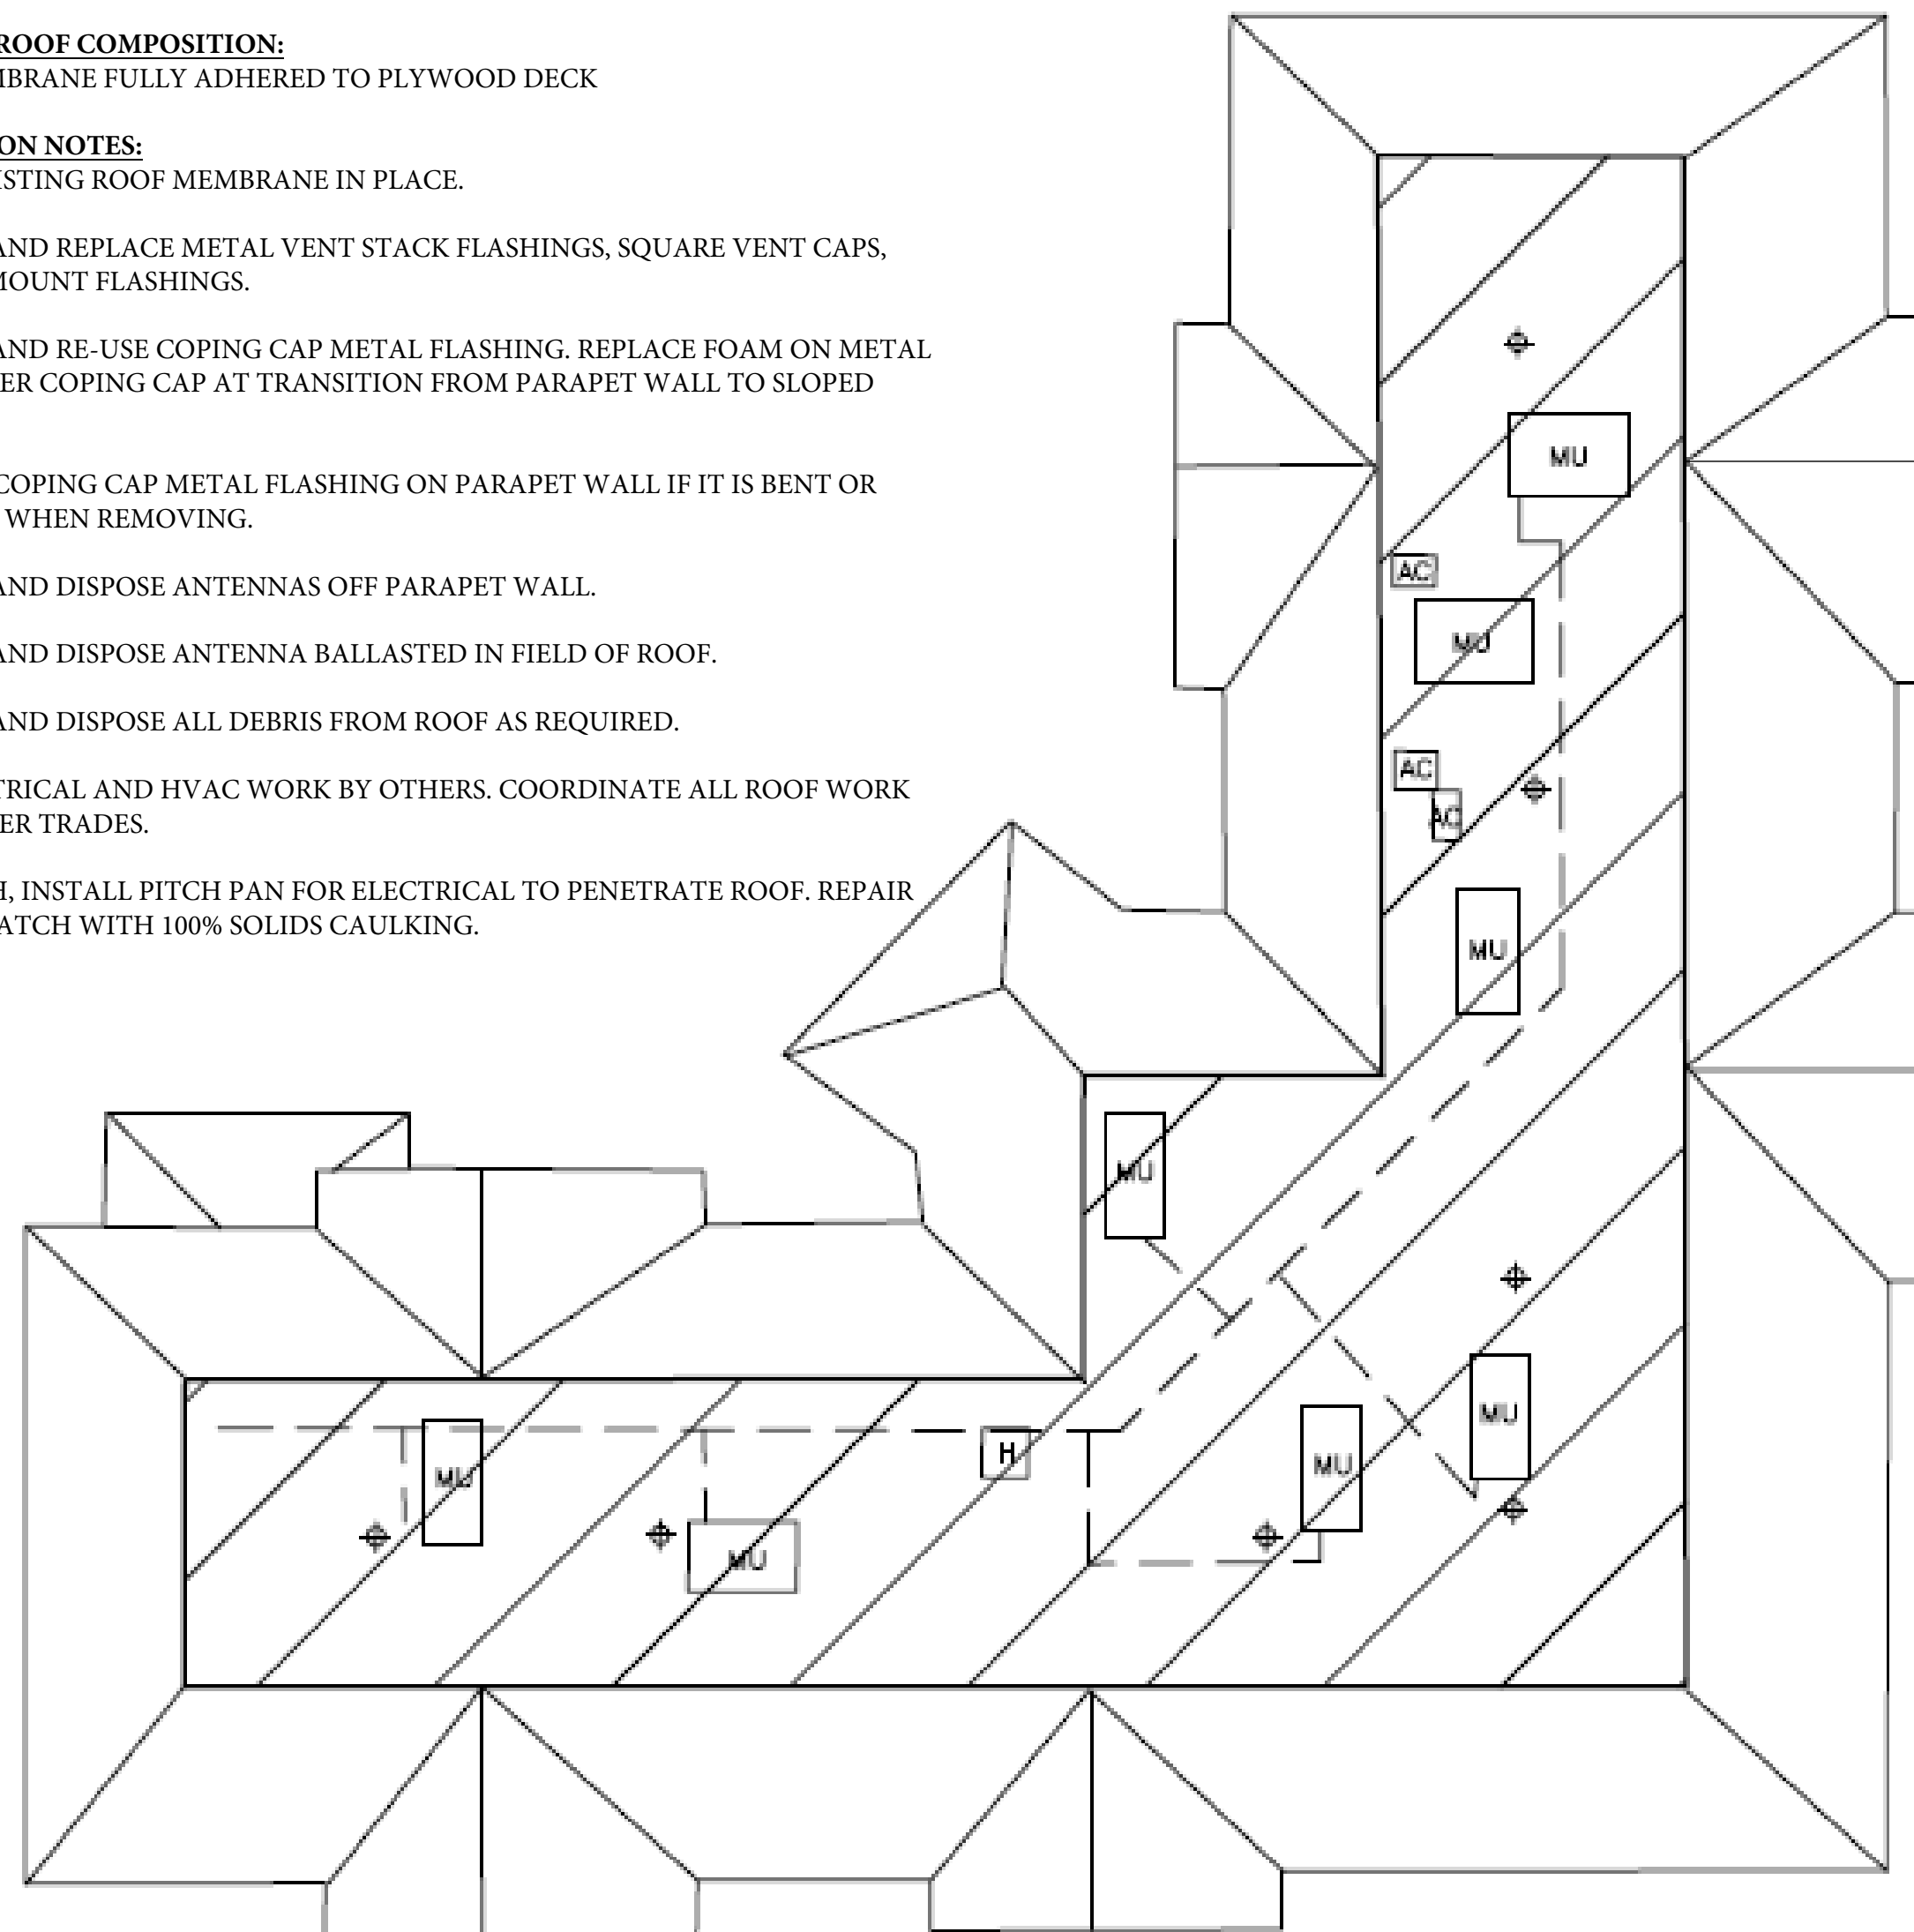 ROOF COMPOSITION:
MBRANE FULLY ADHERED TO PLYWOOD DECK
ON NOTES:
ISTING ROOF MEMBRANE IN PLACE.
AND REPLACE METAL VENT STACK FLASHINGS, SQUARE VENT CAPS,
MOUNT FLASHINGS.
AND RE-USE COPING CAP METAL FLASHING. REPLACE FOAM ON METAL
ER COPING CAP AT TRANSITION FROM PARAPET WALL TO SLOPED
COPING CAP METAL FLASHING ON PARAPET WALL IF IT IS BENT OR
WHEN REMOVING.
AND DISPOSE ANTENNAS OFF PARAPET WALL.
AND DISPOSE ANTENNA BALLASTED IN FIELD OF ROOF.
AND DISPOSE ALL DEBRIS FROM ROOF AS REQUIRED.
TRICAL AND HVAC WORK BY OTHERS. COORDINATE ALL ROOF WORK
ER TRADES.
H, INSTALL PITCH PAN FOR ELECTRICAL TO PENETRATE ROOF. REPAIR
ATCH WITH 100% SOLIDS CAULKING.
MU
AC
MU
AC
AC
MU
MU
MU
MU
H
MU
MU